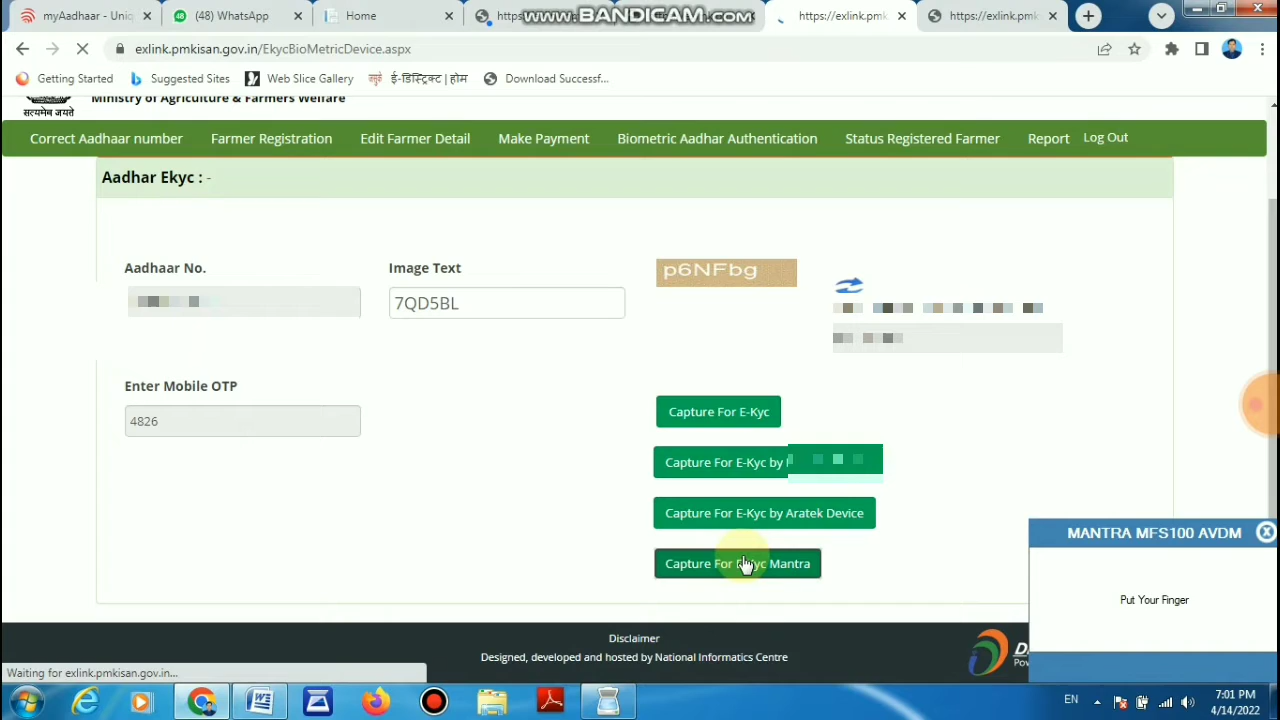 myAadhaar - Uniq
(48) WhatsApp
Home
https:
https://exlink.pmk
https://exlink.pmk
WWW.BANDICAM.COM
exlink.pmkisan.gov.in/EkycBioMetricDevice.aspx
Getting Started
Suggested Sites
Web Slice Gallery
ई-डिस्ट्रिक्ट | होम
Download Successf...
सत्यमेव जयते
Ministry of Agriculture & Farmers Welfare
Correct Aadhaar number
Farmer Registration
Edit Farmer Detail
Make Payment
Biometric Aadhar Authentication
Status Registered Farmer
Report
Log Out
Aadhar Ekyc : -
Aadhaar No.
Image Text
p6NFbg
7QD5BL
Enter Mobile OTP
4826
Capture For E-Kyc
Capture For E-Kyc by
Capture For E-Kyc by Aratek Device
Capture For Mantra
MANTRA MFS100 AVDM
Put Your Finger
Disclaimer
Designed, developed and hosted by National Informatics Centre
Waiting for exlink.pmkisan.gov.in...
EN
7:01 PM
4/14/2022